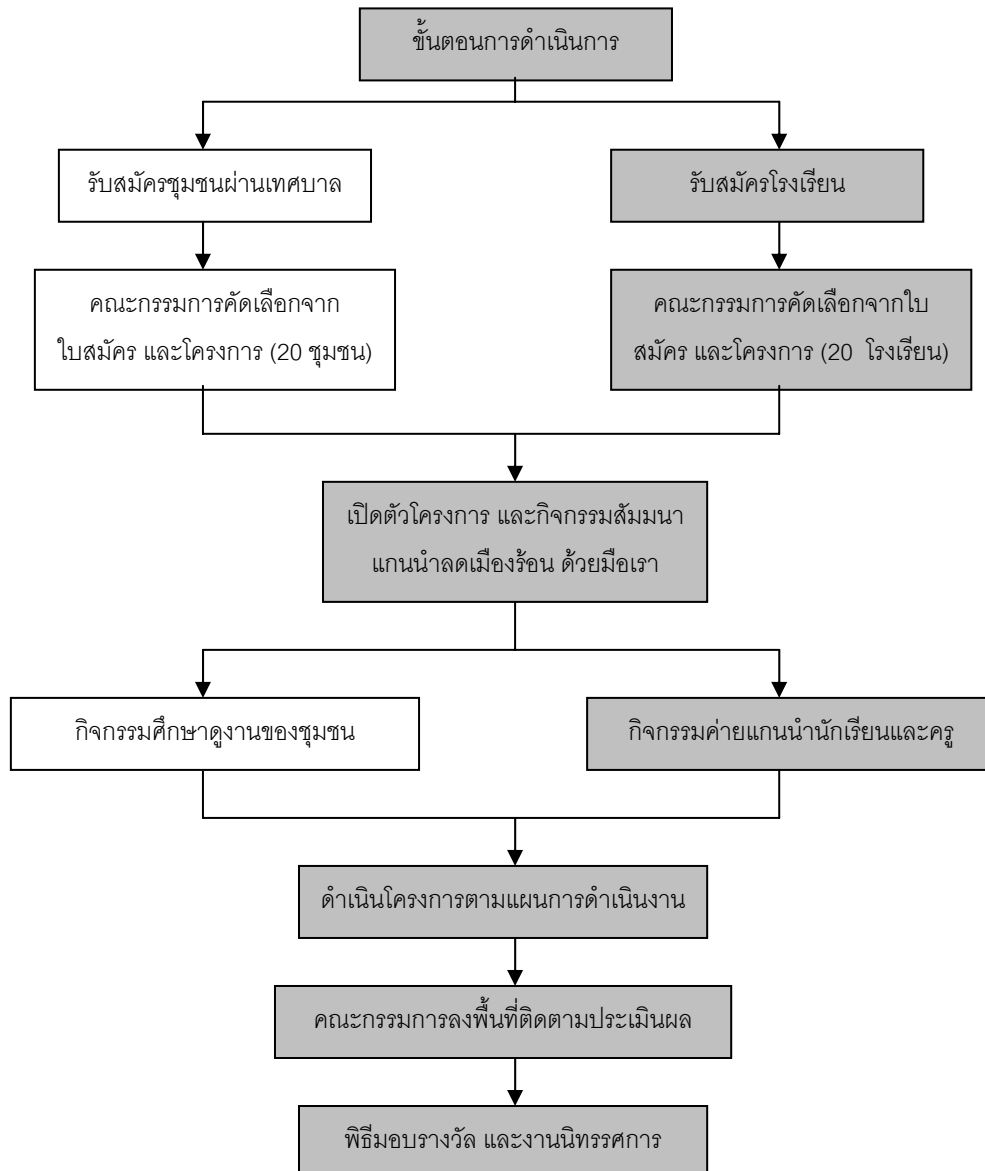 ขั้นตอนการดำเนินการ
รับสมัครชุมชนผ่านเทศบาล
รับสมัครโรงเรียน
คณะกรรมการคัดเลือกจาก
ใบสมัคร และโครงการ (20 ชุมชน)
คณะกรรมการคัดเลือกจากใบ
สมัคร และโครงการ (20 โรงเรียน)
เปิดตัวโครงการ และกิจกรรมสัมมนา
แกนนำลดเมืองร้อน ด้วยมือเรา
กิจกรรมศึกษาดูงานของชุมชน
กิจกรรมค่ายแกนนำนักเรียนและครู
ดำเนินโครงการตามแผนการดำเนินงาน
คณะกรรมการลงพื้นที่ติดตามประเมินผล
พิธีมอบรางวัล และงานนิทรรศการ